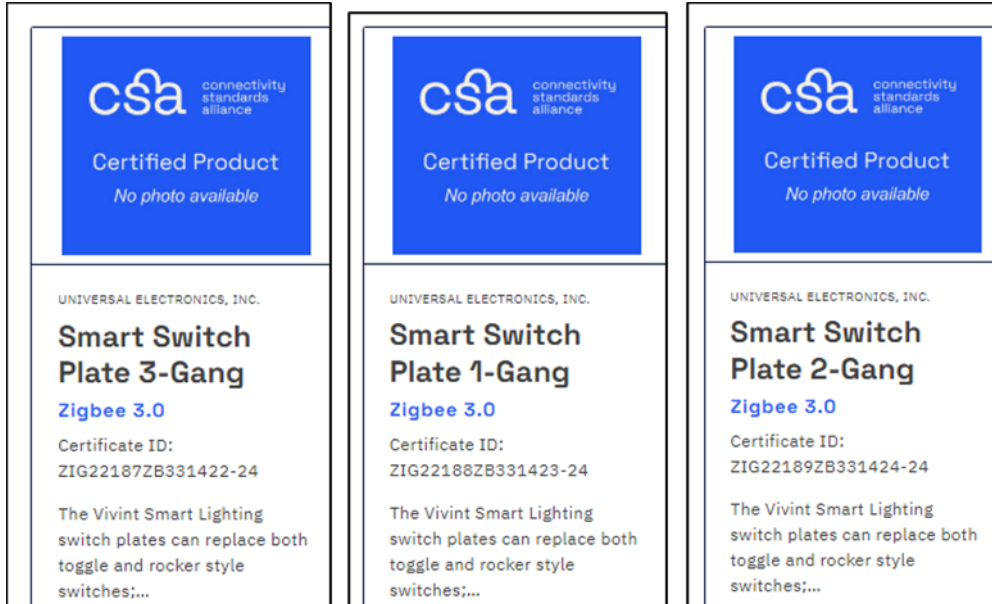 csa connectivity
standards
alliance
Certified Product
No photo available
UNIVERSAL ELECTRONICS, INC.
Smart Switch
Plate 3-Gang
Zigbee 3.0
Certificate ID:
ZIG22187ZB331422-24
The Vivint Smart Lighting
switch plates can replace both
toggle and rocker style
switches;...
csa connectivity
standards
alliance
Certified Product
No photo available
UNIVERSAL ELECTRONICS, INC.
Smart Switch
Plate 1-Gang
Zigbee 3.0
Certificate ID:
ZIG22188ZB331423-24
The Vivint Smart Lighting
switch plates can replace both
toggle and rocker style
switches;...
csa connectivity
standards
alliance
Certified Product
No photo available
UNIVERSAL ELECTRONICS, INC.
Smart Switch
Plate 2-Gang
Zigbee 3.0
Certificate ID:
ZIG22189ZB331424-24
The Vivint Smart Lighting
switch plates can replace both
toggle and rocker style
switches;...